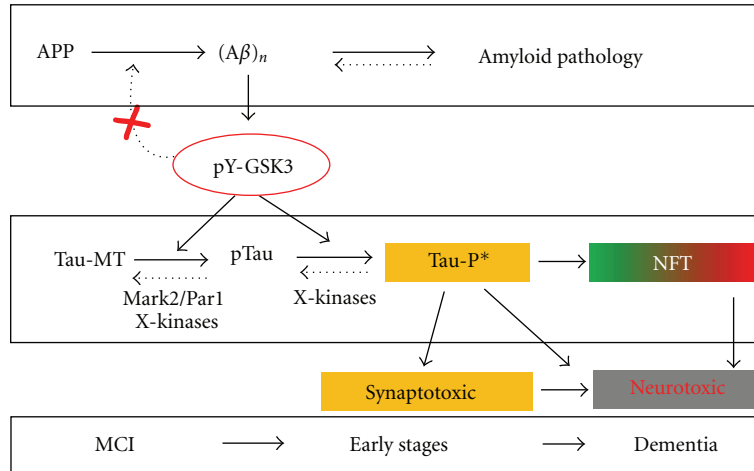 APP
(Aβ)n
Amyloid pathology
pY-GSK3
Tau-MT
pTau
Tau-P*
NFT
Mark2/Par1
X-kinases
X-kinases
Synaptotoxic
Neurotoxic
MCI
Early stages
Dementia